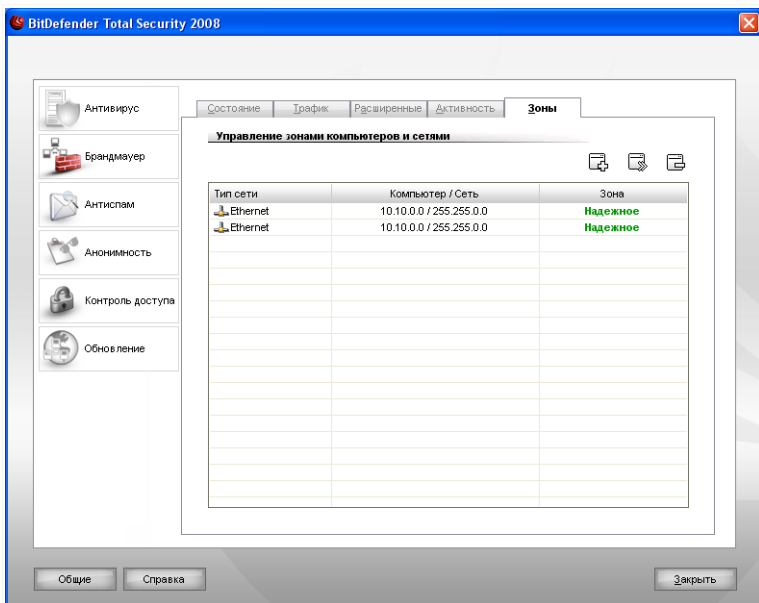 BitDefender Total Security 2008
Антивирус
Брандмауер
Антиспам
Анонимность
Контроль доступа
Обновление
Состояние Трафик Расширенные Активность Зоны
Управление зонами компьютеров и сетями
Тип сети Компьютер / Сеть Зона
Ethernet 10.10.0.0 / 255.255.0.0 Надежное
Ethernet 10.10.0.0 / 255.255.0.0 Надежное
Общие Справка Закрыть